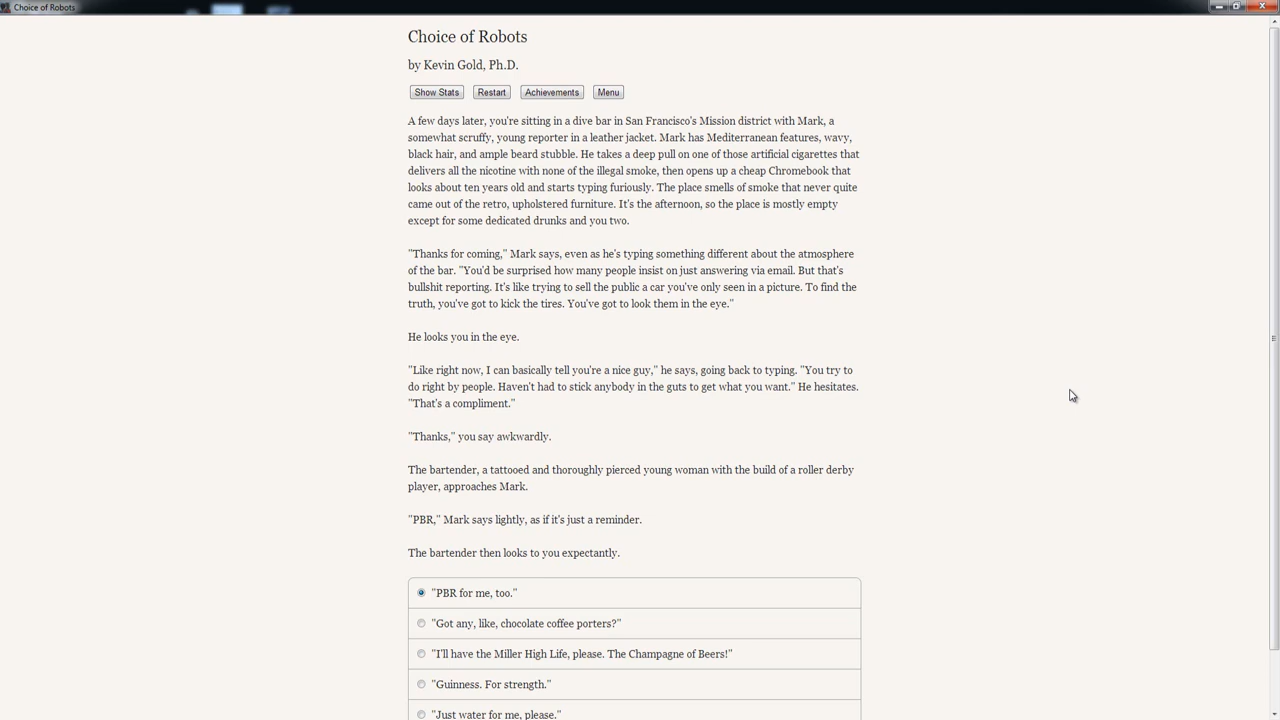 Choice of Robots
Choice of Robots
by Kevin Gold, Ph.D.
Show Stats Restart Achievements Menu
A few days later, you're sitting in a dive bar in San Francisco's Mission district with Mark, a
somewhat scruffy, young reporter in a leather jacket. Mark has Mediterranean features, wavy,
black hair, and ample beard stubble. He takes a deep pull on one of those artificial cigarettes that
delivers all the nicotine with none of the illegal smoke, then opens up a cheap Chromebook that
looks about ten years old and starts typing furiously. The place smells of smoke that never quite
came out of the retro, upholstered furniture. It's the afternoon, so the place is mostly empty
except for some dedicated drunks and you two.
"Thanks for coming," Mark says, even as he's typing something different about the atmosphere
of the bar. "You'd be surprised how many people insist on just answering via email. But that's
bullshit reporting. It's like trying to sell the public a car you've only seen in a picture. To find the
truth, you've got to kick the tires. You've got to look them in the eye."
He looks you in the eye.
"Like right now, I can basically tell you're a nice guy," he says, going back to typing. "You try to
do right by people. Haven't had to stick anybody in the guts to get what you want." He hesitates.
"That's a compliment."
"Thanks," you say awkwardly.
The bartender, a tattooed and thoroughly pierced young woman with the build of a roller derby
player, approaches Mark.
"PBR," Mark says lightly, as if it's just a reminder.
The bartender then looks to you expectantly.
"PBR for me, too."
"Got any, like, chocolate coffee porters?"
"I'll have the Miller High Life, please. The Champagne of Beers!"
"Guinness. For strength."
"Just water for me, please."